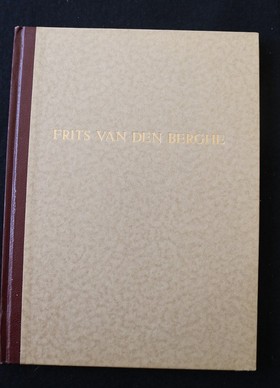 FRITS VAN DEN BERGHE